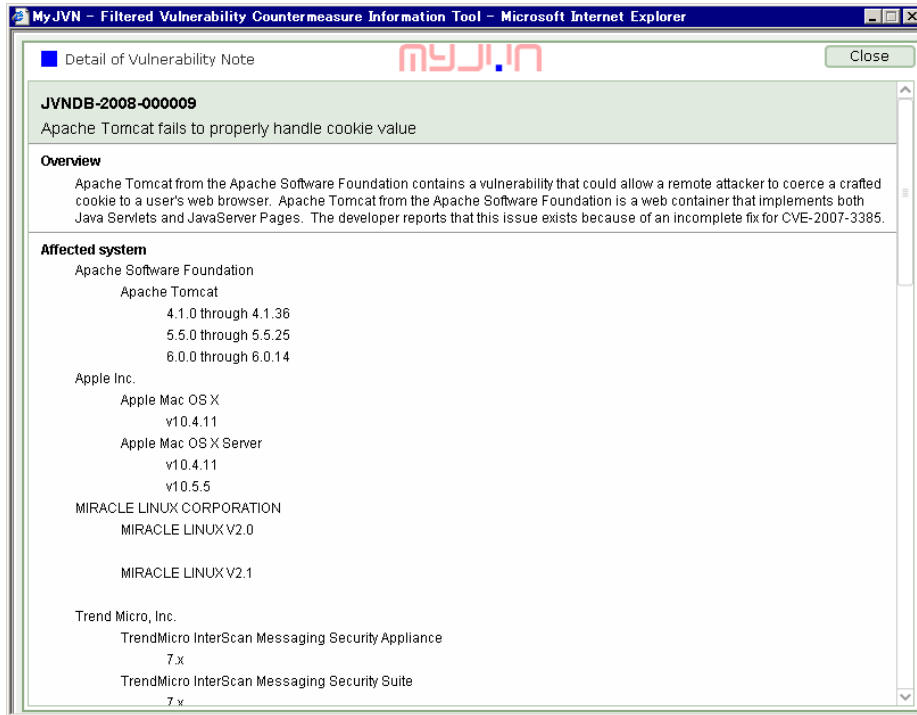 MyJVN - Filtered Vulnerability Countermeasure Information Tool - Microsoft Internet Explorer
Detail of Vulnerability Note
MyJVN
Close
JVNDB-2008-000009
Apache Tomcat fails to properly handle cookie value
Overview
Apache Tomcat from the Apache Software Foundation contains a vulnerability that could allow a remote attacker to coerce a crafted
cookie to a user's web browser. Apache Tomcat from the Apache Software Foundation is a web container that implements both
Java Servlets and JavaServer Pages. The developer reports that this issue exists because of an incomplete fix for CVE-2007-3385.
Affected system
Apache Software Foundation
Apache Tomcat
4.1.0 through 4.1.36
5.5.0 through 5.5.25
6.0.0 through 6.0.14
Apple Inc.
Apple Mac OS X
v10.4.11
Apple Mac OS X Server
v10.4.11
v10.5.5
MIRACLE LINUX CORPORATION
MIRACLE LINUX V2.0
MIRACLE LINUX V2.1
Trend Micro, Inc.
TrendMicro InterScan Messaging Security Appliance
7.x
TrendMicro InterScan Messaging Security Suite
7.x